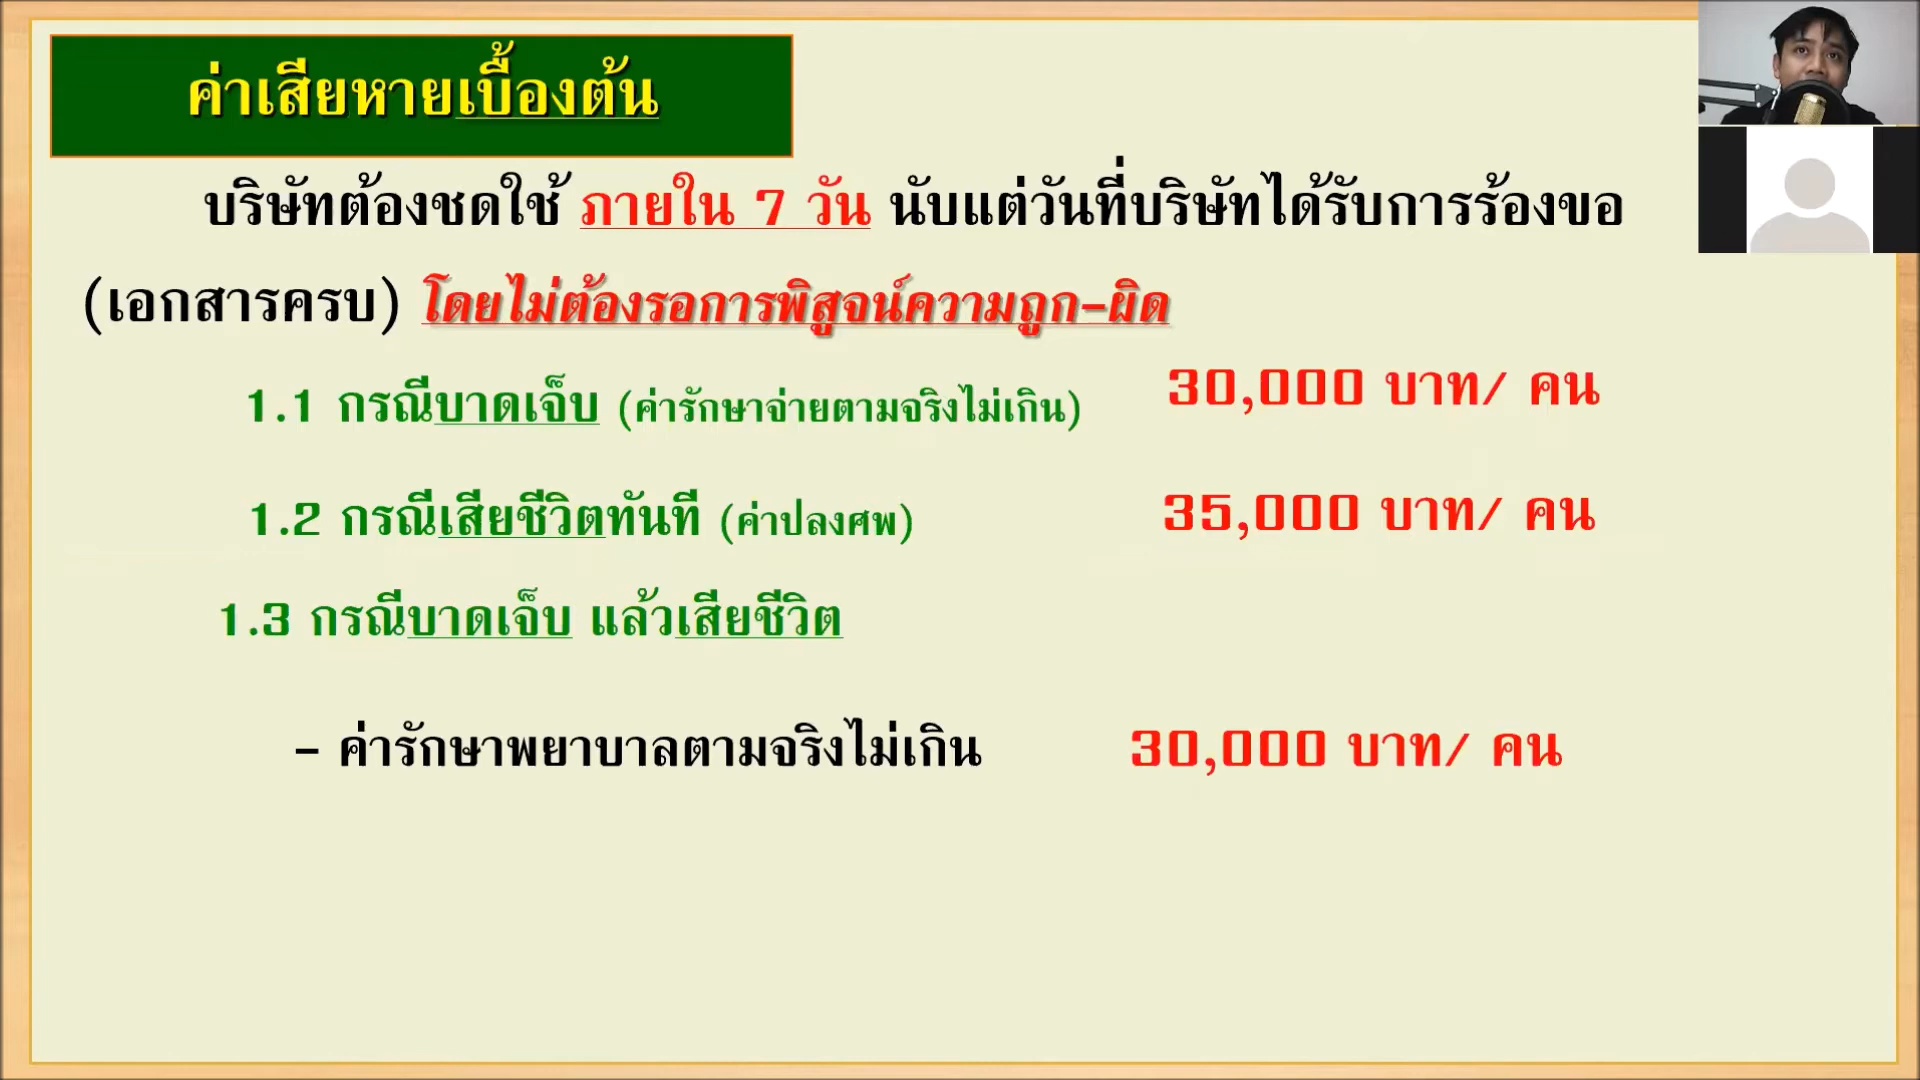 ค่าเสียหายเบื้องต้น
บริษัทต้องชดใช้ ภายใน 7 วัน นับแต่วันที่บริษัทได้รับการร้องขอ
(เอกสารครบ) โดยไม่ต้องรอการพิสูจน์ความถูก-ผิด
1.1 กรณีบาดเจ็บ (ค่ารักษาจ่ายตามจริงไม่เกิน) 30,000 บาท/ คน
1.2 กรณีเสียชีวิตทันที (ค่าปลงศพ) 35,000 บาท/ คน
1.3 กรณีบาดเจ็บ แล้วเสียชีวิต
- ค่ารักษาพยาบาลตามจริงไม่เกิน 30,000 บาท/ คน